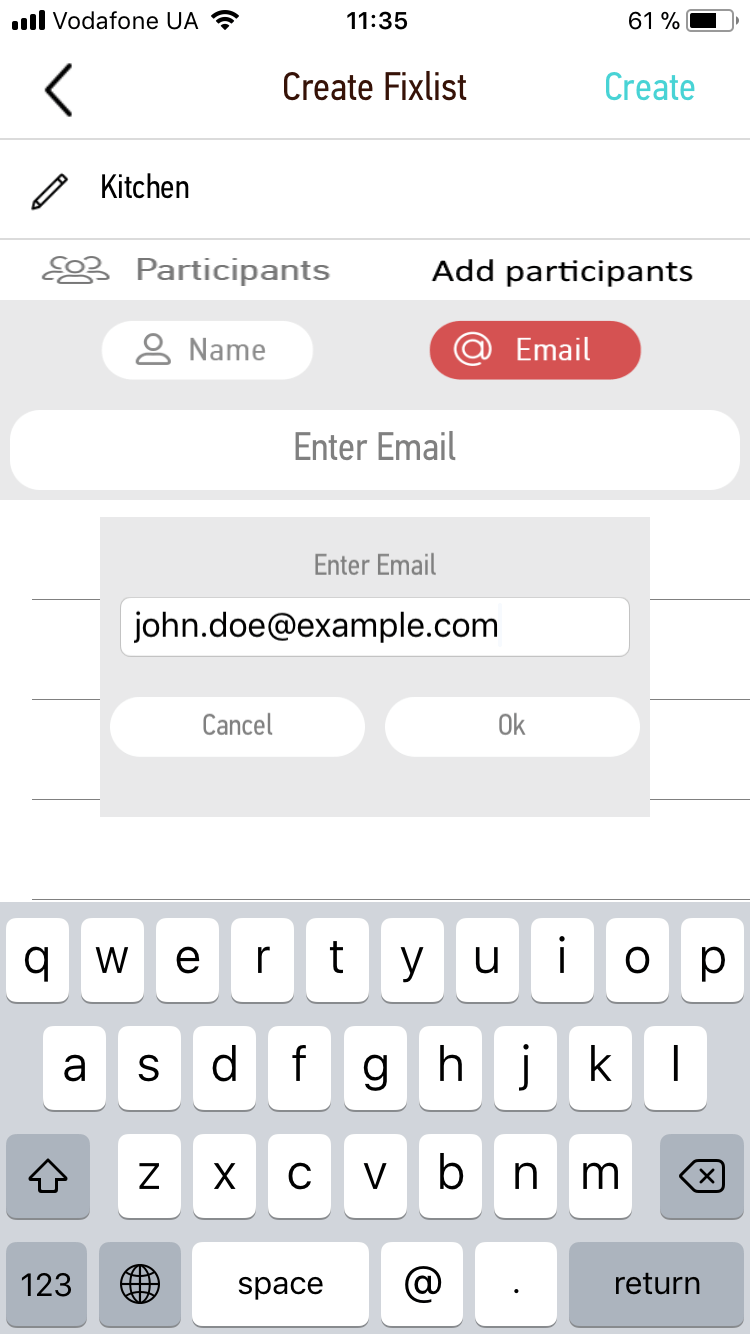 Vodafone UA 11:35 61 %
Create Fixlist Create
Kitchen
Participants Add participants
Name @ Email
Enter Email
Enter Email
john.doe@example.com
Cancel Ok
q w e r t y u i o p
a s d f g h j k l
z x c v b n m
123 space @ . return